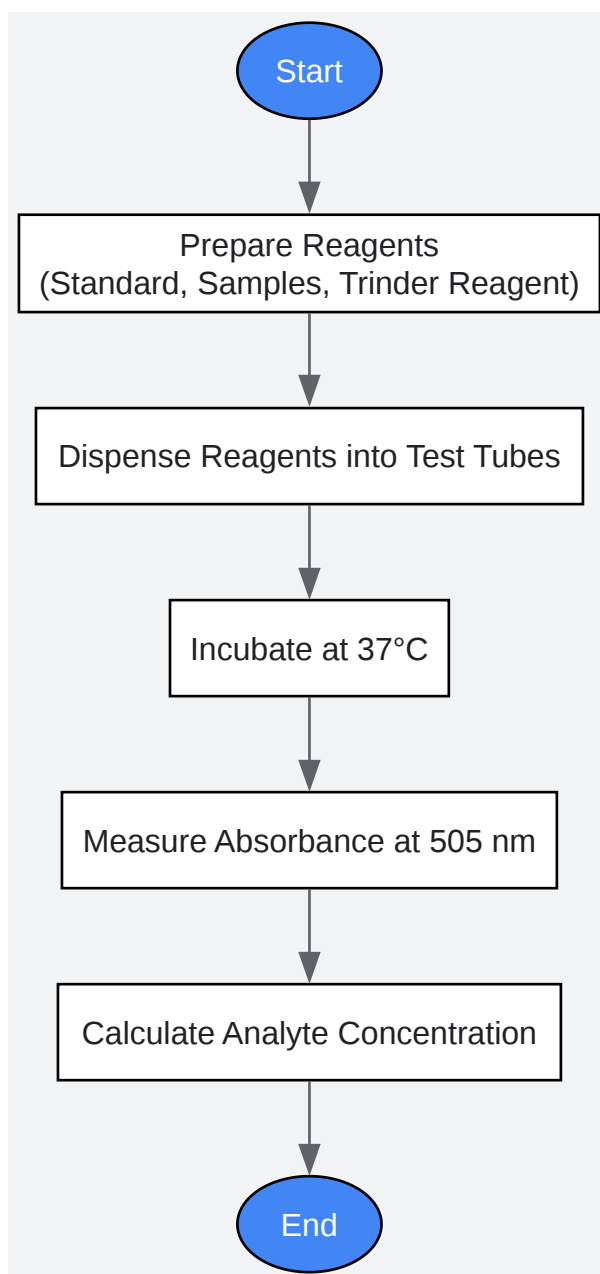 Start
Prepare Reagents
(Standard, Samples, Trinder Reagent)
Dispense Reagents into Test Tubes
Incubate at 37°C
Measure Absorbance at 505 nm
Calculate Analyte Concentration
End